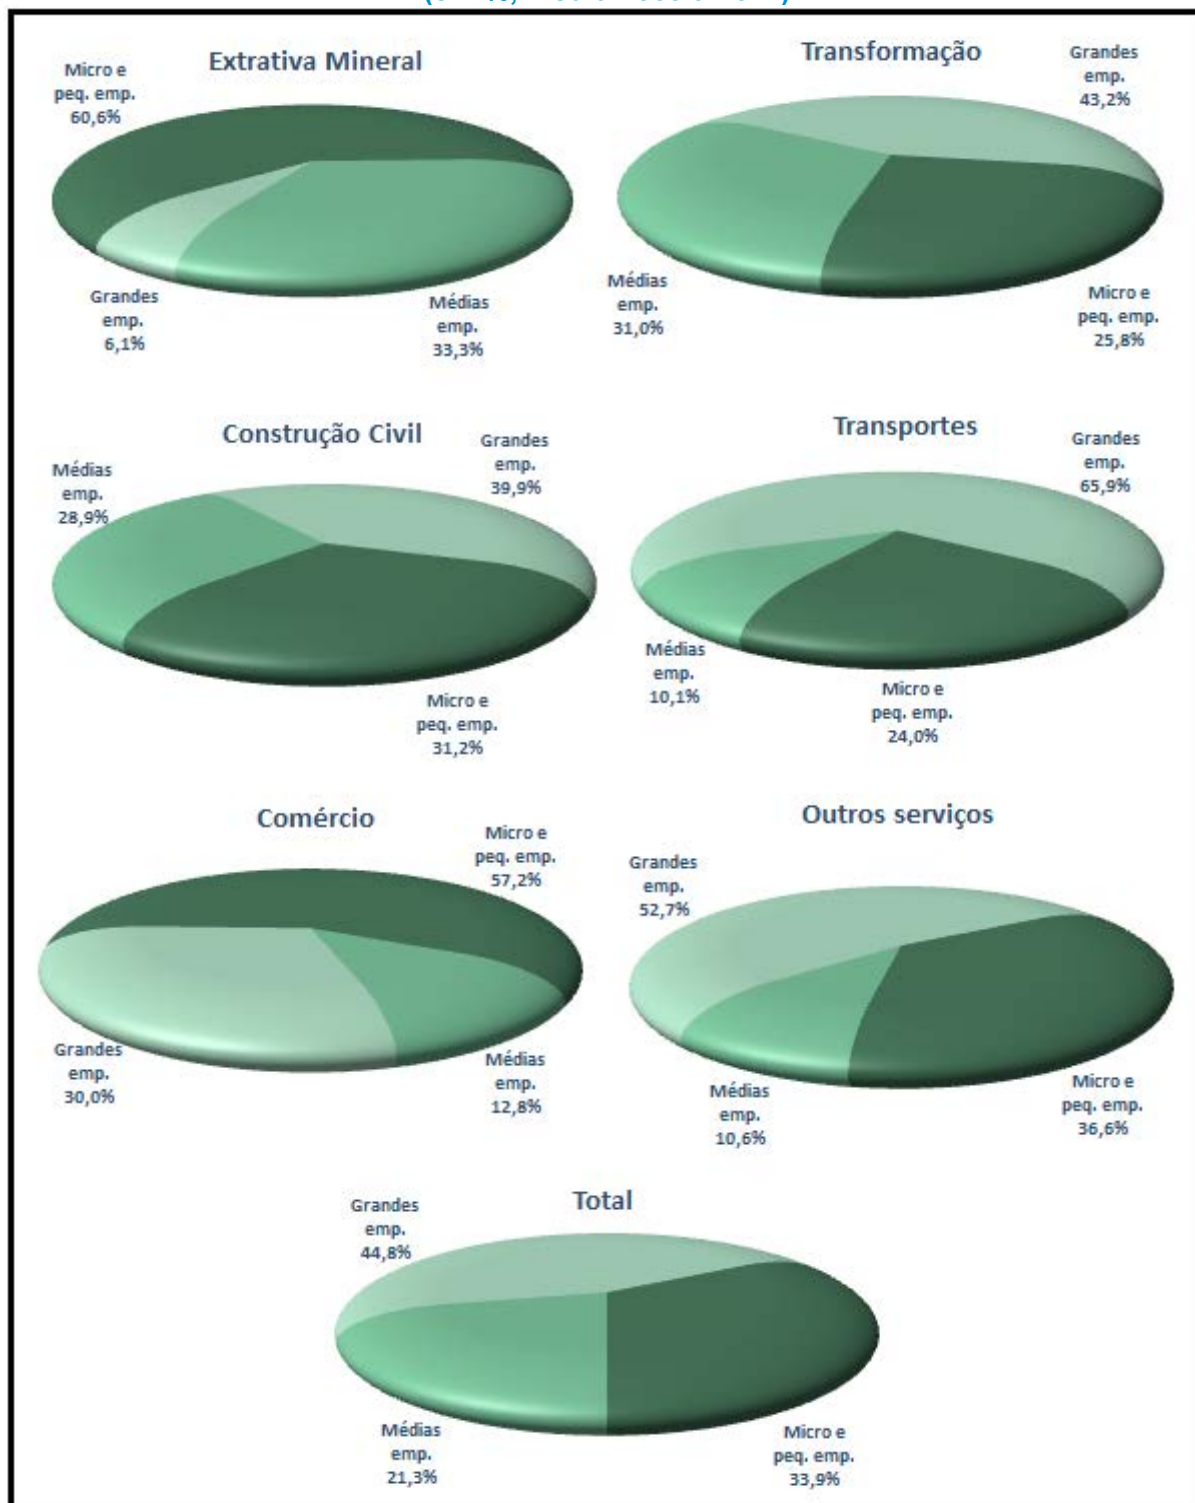 Extrativa Mineral
Micro e
peq. emp.
60,6%
Grandes
emp.
6,1%
Médias
emp.
33,3%
Transformação
Grandes
emp.
43,2%
Médias
emp.
31,0%
Micro e
peq. emp.
25,8%
Construção Civil
Médias
emp.
28,9%
Grandes
emp.
39,9%
Micro e
peq. emp.
31,2%
Transportes
Grandes
emp.
65,9%
Médias
emp.
10,1%
Micro e
peq. emp.
24,0%
Comércio
Micro e
peq. emp.
57,2%
Grandes
emp.
30,0%
Médias
emp.
12,8%
Outros serviços
Grandes
emp.
52,7%
Médias
emp.
10,6%
Micro e
peq. emp.
36,6%
Total
Grandes
emp.
44,8%
Médias
emp.
21,3%
Micro e
peq. emp.
33,9%